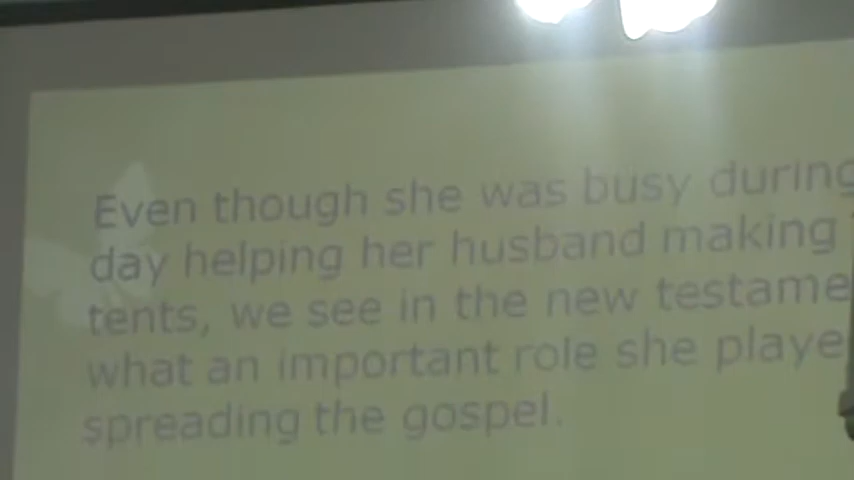 Even though she was busy during
day helping her husband making
tents, we see in the new testame
what an important role she playe
spreading the gospel.